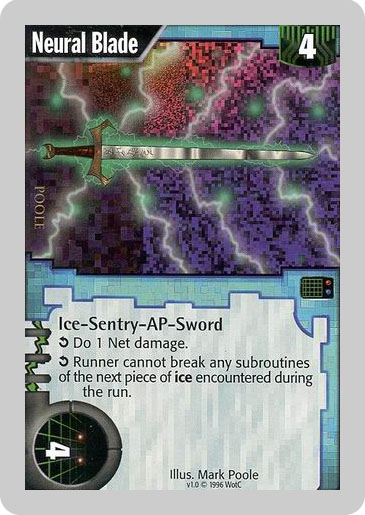 Neural Blade
4
POOLE
Ice-Sentry-AP-Sword
Do 1 Net damage.
Runner cannot break any subroutines
of the next piece of ice encountered during
the run.
4
Illus. Mark Poole
v1.0 © 1996 WotC